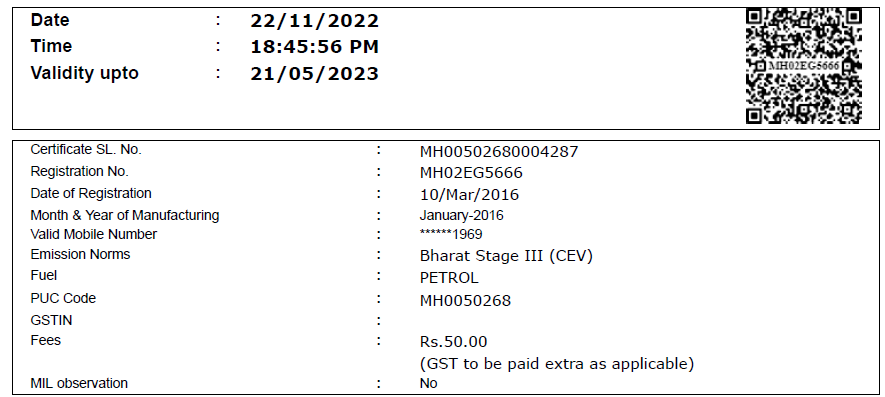 Date : 22/11/2022
Time : 18:45:56 PM
Validity upto : 21/05/2023
MH02EG5666
Certificate SL. No. : MH00502680004287
Registration No. : MH02EG5666
Date of Registration : 10/Mar/2016
Month & Year of Manufacturing : January-2016
Valid Mobile Number : ******1969
Emission Norms : Bharat Stage III (CEV)
Fuel : PETROL
PUC Code : MH0050268
GSTIN :
Fees : Rs.50.00
(GST to be paid extra as applicable)
MIL observation : No